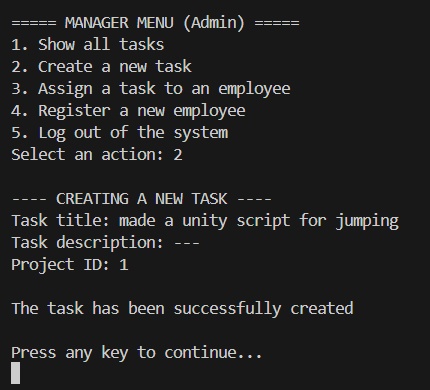 ===== MANAGER MENU (Admin) =====
1. Show all tasks
2. Create a new task
3. Assign a task to an employee
4. Register a new employee
5. Log out of the system
Select an action: 2
---- CREATING A NEW TASK ----
Task title: made a unity script for jumping
Task description: ---
Project ID: 1
The task has been successfully created
Press any key to continue...